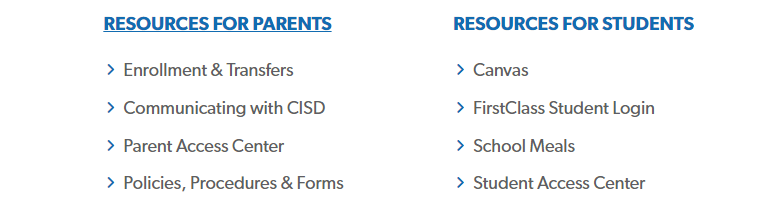 RESOURCES FOR PARENTS
Enrollment & Transfers
Communicating with CISD
Parent Access Center
Policies, Procedures & Forms
RESOURCES FOR STUDENTS
Canvas
FirstClass Student Login
School Meals
Student Access Center